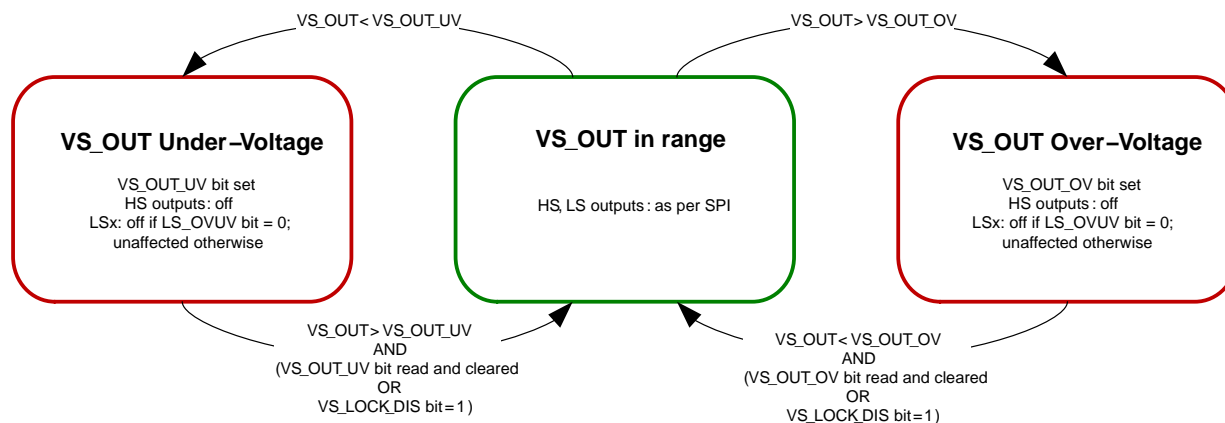 VS_OUT< VS_OUT_UV
VS_OUT> VS_OUT_OV
VS_OUT Under-Voltage
VS_OUT_UV bit set
HS outputs: off
LSx: off if LS_OVUV bit = 0;
unaffected otherwise
VS_OUT in range
HS, LS outputs: as per SPI
VS_OUT Over-Voltage
VS_OUT_OV bit set
HS outputs: off
LSx: off if LS_OVUV bit = 0;
unaffected otherwise
VS_OUT> VS_OUT_UV
AND
(VS_OUT_UV bit read and cleared
OR
VS_LOCK_DIS bit=1)
VS_OUT< VS_OUT_OV
AND
(VS_OUT_OV bit read and cleared
OR
VS_LOCK_DIS bit=1)